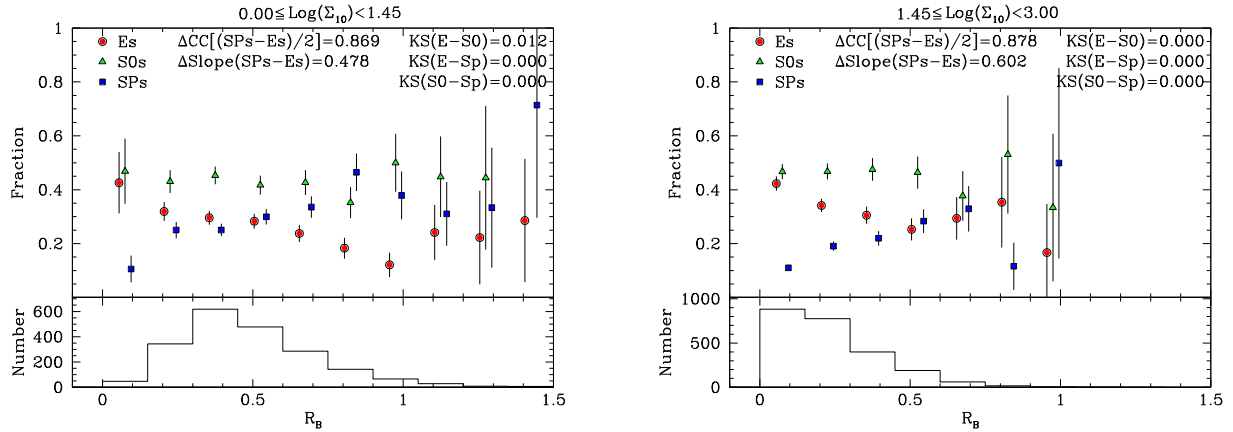 0.00≤Log(Σ10)<1.45
Es ΔCC[(SPs−Es)/2]=0.869 KS(E−S0)=0.012
S0s ΔSlope(SPs−Es)=0.478 KS(E−Sp)=0.000
SPs KS(S0−Sp)=0.000
1
0.8
0.6
0.4
0.2
Fraction
600
400
200
0
Number
0 0.5 1 1.5
RB
1.45≤Log(Σ10)<3.00
Es ΔCC[(SPs−Es)/2]=0.878 KS(E−S0)=0.000
S0s ΔSlope(SPs−Es)=0.602 KS(E−Sp)=0.000
SPs KS(S0−Sp)=0.000
1
0.8
0.6
0.4
0.2
Fraction
1000
500
0
Number
0 0.5 1 1.5
RB